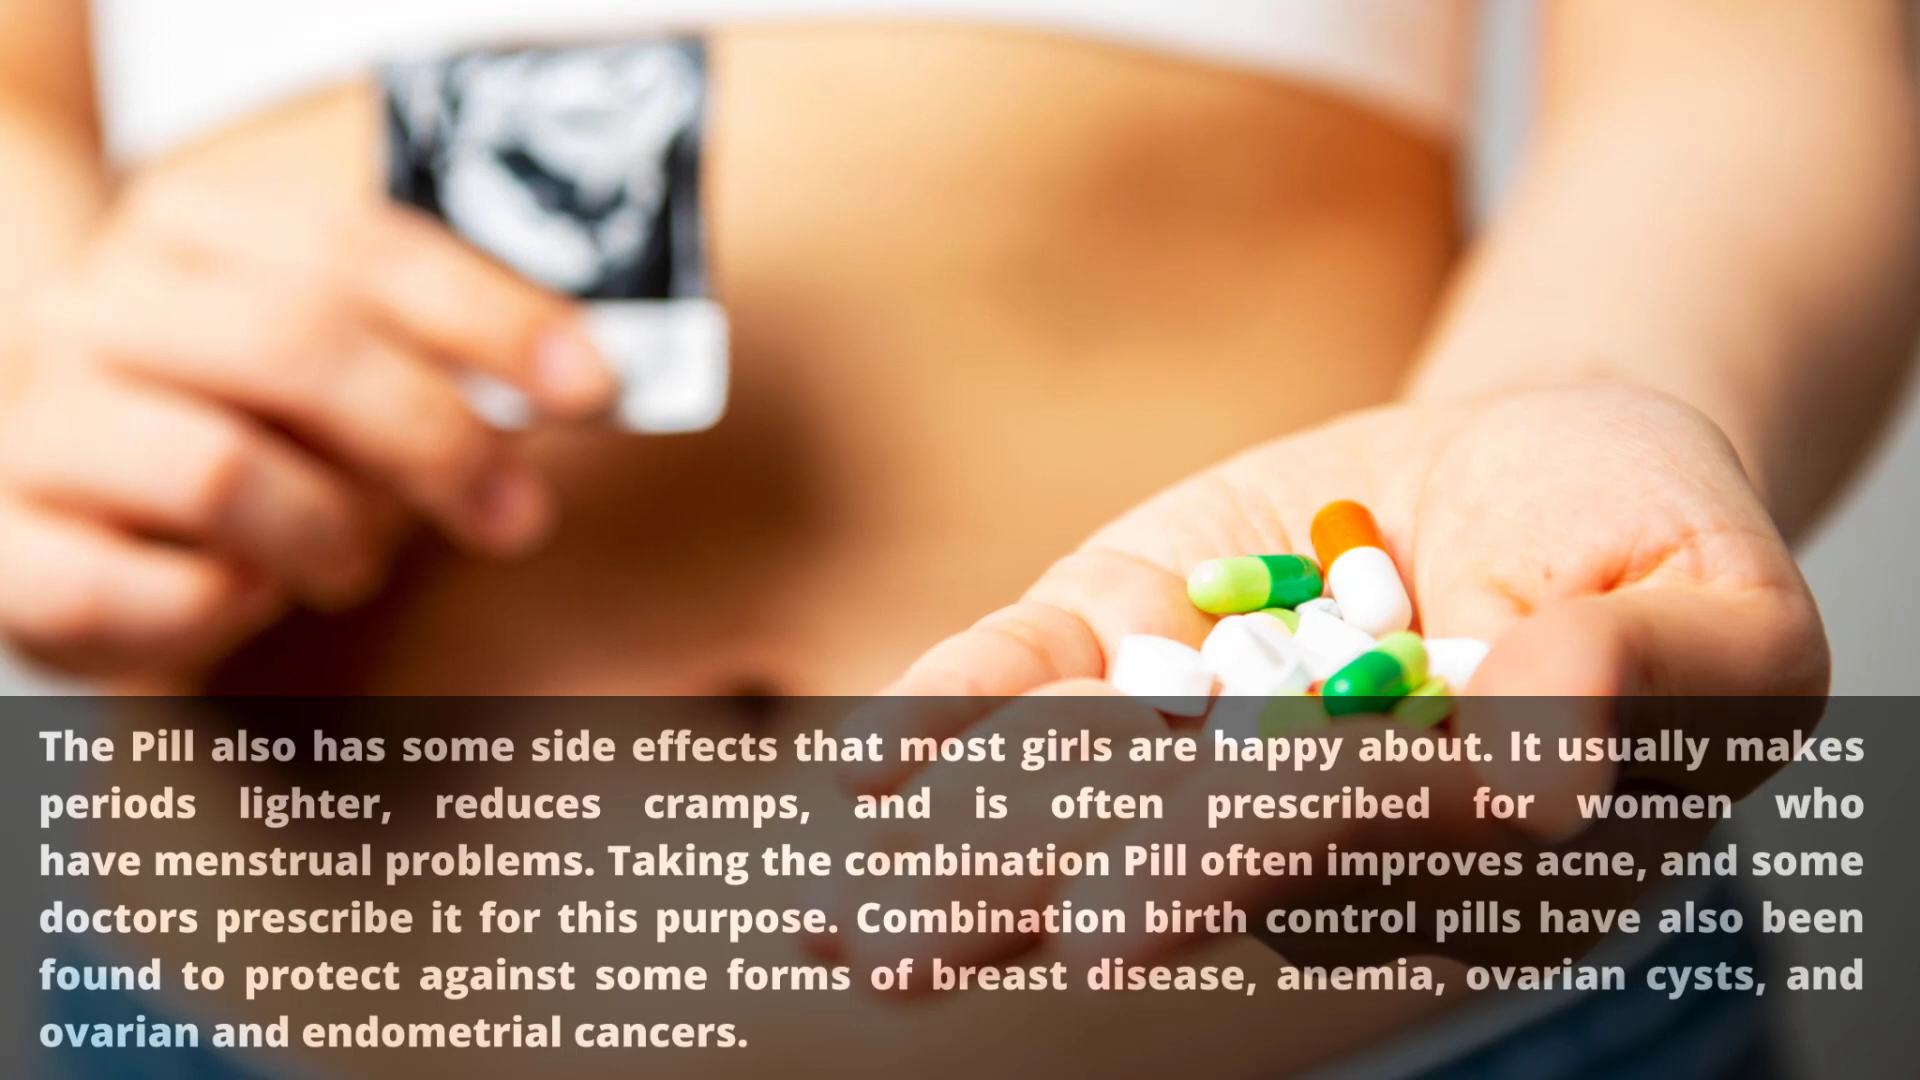 The Pill also has some side effects that most girls are happy about. It usually makes
periods lighter, reduces cramps, and is often prescribed for women who
have menstrual problems. Taking the combination Pill often improves acne, and some
doctors prescribe it for this purpose. Combination birth control pills have also been
found to protect against some forms of breast disease, anemia, ovarian cysts, and
ovarian and endometrial cancers.